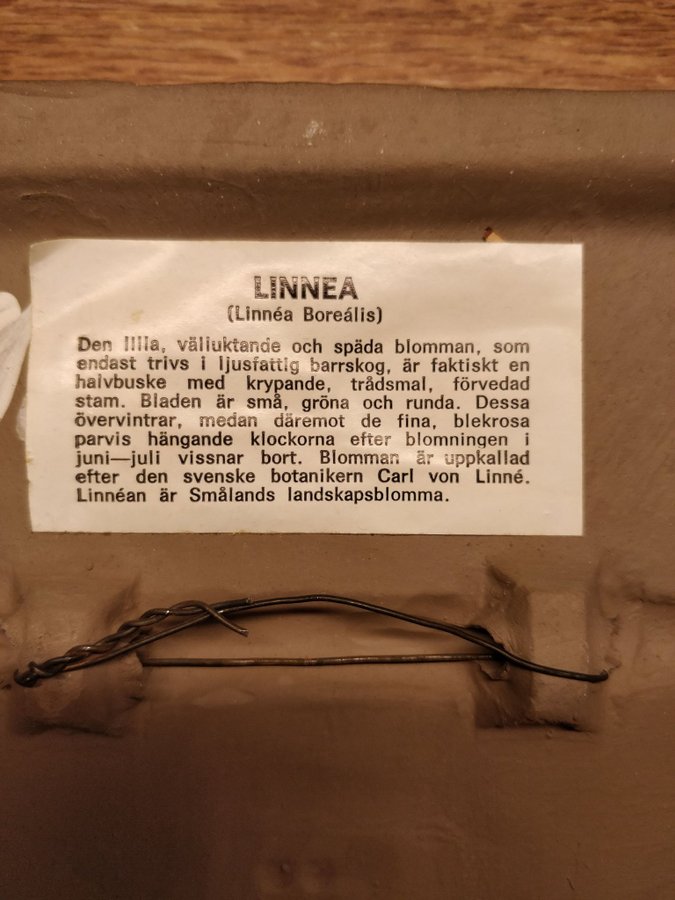 LINNEA
(Linnéa Boreális)
Den lilla, välluktande och späda blomman, som
endast trivs i ljusfattig barrskog, är faktiskt en
halvbuske med krypande, trådsmal, förvedad
stam. Bladen är små, gröna och runda. Dessa
övervintrar, medan däremot de fina, blekrosa
parvis hängande klockorna efter blomningen i
juni—juli vissnar bort. Blomman är uppkallad
efter den svenske botanikern Carl von Linné.
Linnéan är Smålands landskapsblomma.